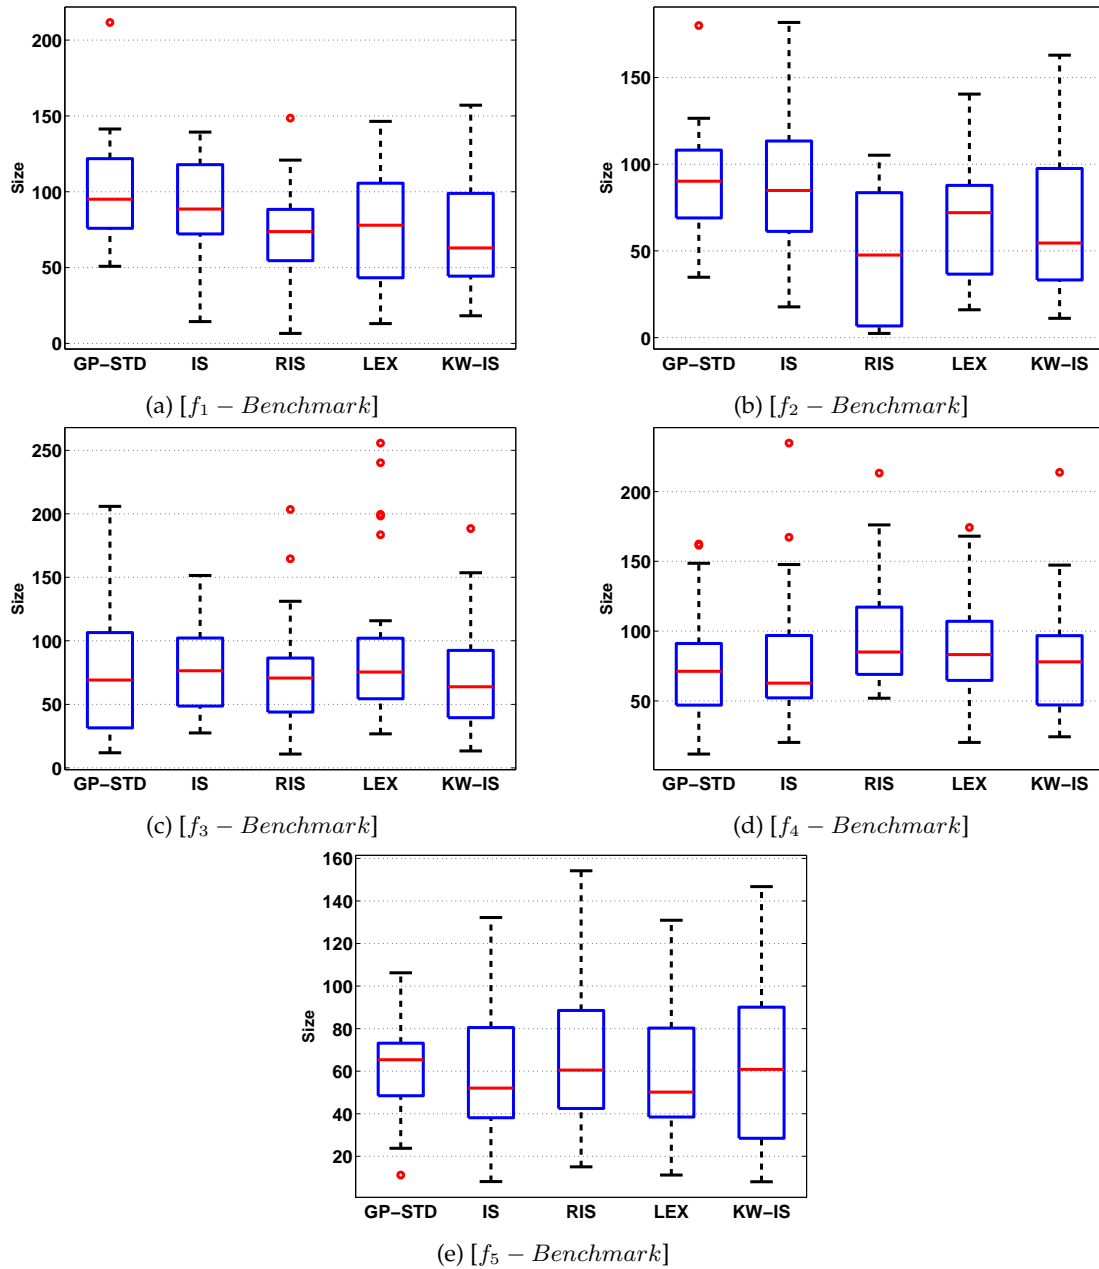 200
150
100
50
0
Size
GP-STD IS RIS LEX KW-IS
(a) [f₁ − Benchmark]
150
100
50
0
Size
GP-STD IS RIS LEX KW-IS
(b) [f₂ − Benchmark]
250
200
150
100
50
0
Size
GP-STD IS RIS LEX KW-IS
(c) [f₃ − Benchmark]
200
150
100
50
Size
GP-STD IS RIS LEX KW-IS
(d) [f₄ − Benchmark]
160
140
120
100
80
60
40
20
Size
GP-STD IS RIS LEX KW-IS
(e) [f₅ − Benchmark]